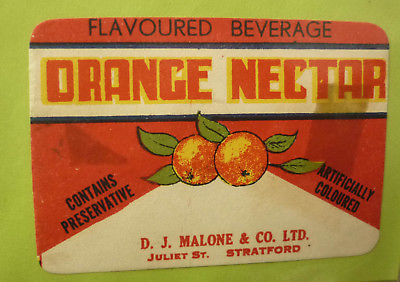 FLAVOURED BEVERAGE
ORANGE NECTAR
CONTAINS
PRESERVATIVE
ARTIFICIALLY
COLOURED
D. J. MALONE & CO. LTD.
JULIET ST. STRATFORD